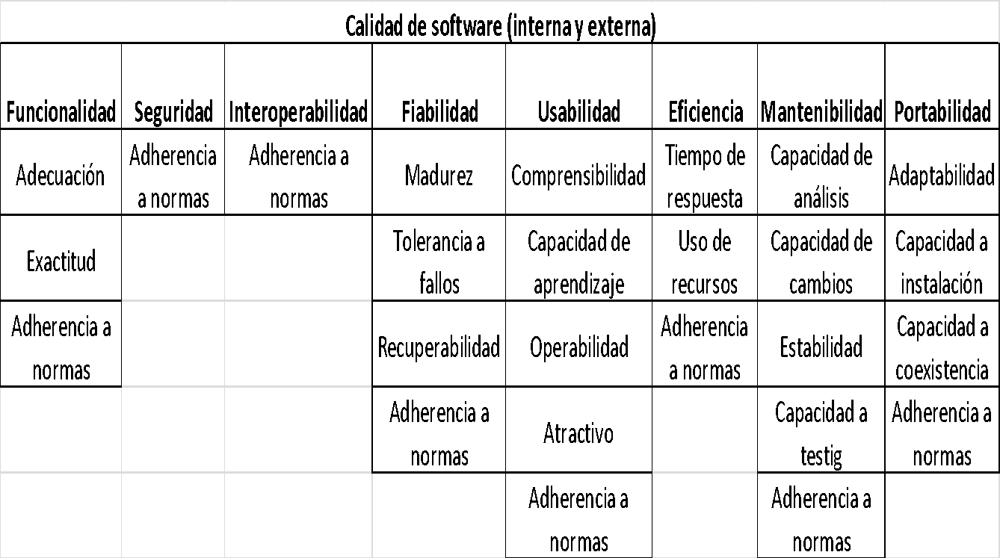 Calidad de software (interna y externa)
Funcionalidad Seguridad Interoperabilidad Fiabilidad Usabilidad Eficiencia Mantenibilidad Portabilidad
Adecuación
Adherencia
a normas
Adherencia a
normas
Madurez
Comprensibilidad
Tiempo de
respuesta
Capacidad de
análisis
Adaptabilidad
Exactitud
Tolerancia a
fallos
Capacidad de
aprendizaje
Uso de
recursos
Capacidad de
cambios
Capacidad a
instalación
Adherencia a
normas
Recuperabilidad
Operabilidad
Adherencia
a normas
Estabilidad
Capacidad a
coexistencia
Adherencia a
normas
Atractivo
Capacidad a
testig
Adherencia a
normas
Adherencia a
normas
Adherencia a
normas